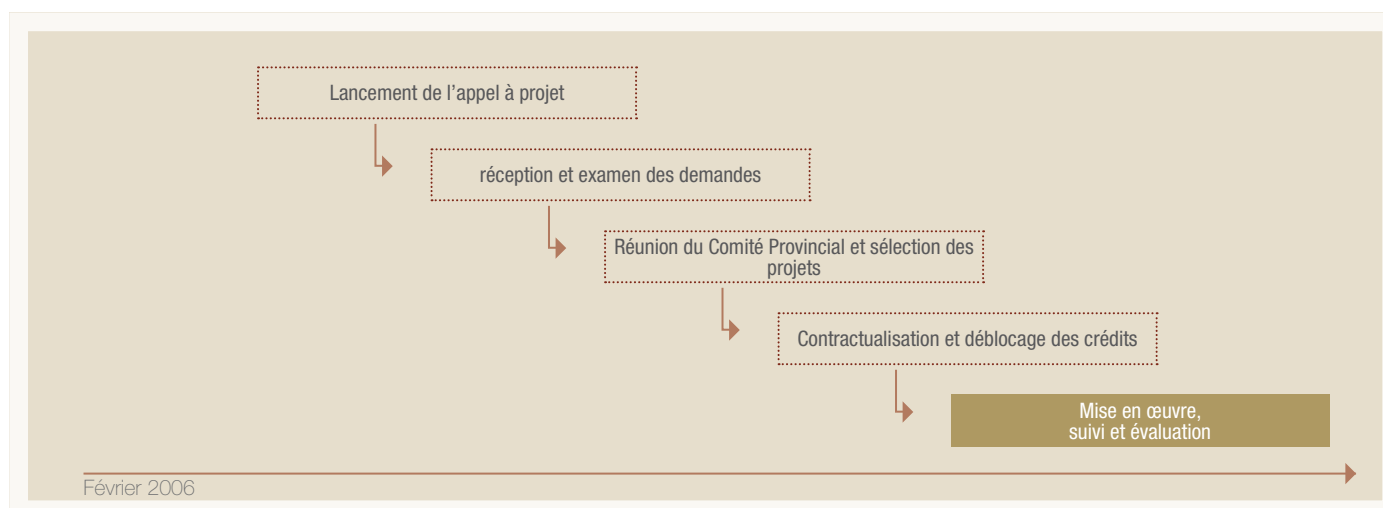 Lancement de l'appel à projet
réception et examen des demandes
Réunion du Comité Provincial et sélection des
projets
Contractualisation et déblocage des crédits
Mise en œuvre,
suivi et évaluation
Février 2006